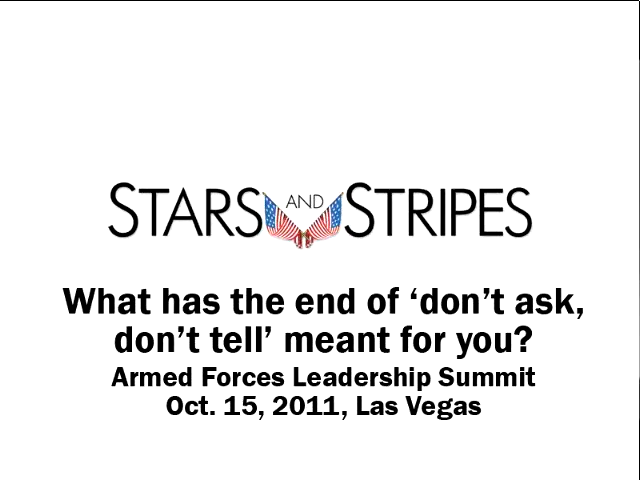 STARS AND STRIPES
What has the end of ‘don’t ask,
don’t tell’ meant for you?
Armed Forces Leadership Summit
Oct. 15, 2011, Las Vegas